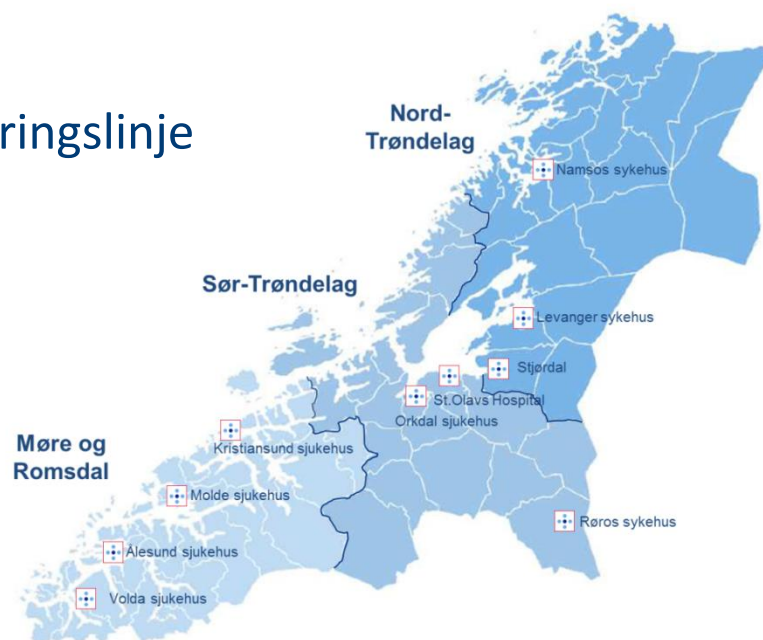 ringslinje
Nord-
Trøndelag
Namsos sykehus
Sør-Trøndelag
Levanger sykehus
Stjørdal
St.Olavs Hospital
Orkdal sjukehus
Kristiansund sjukehus
Møre og
Romsdal
Molde sjukehus
Røros sykehus
Ålesund sjukehus
Volda sjukehus